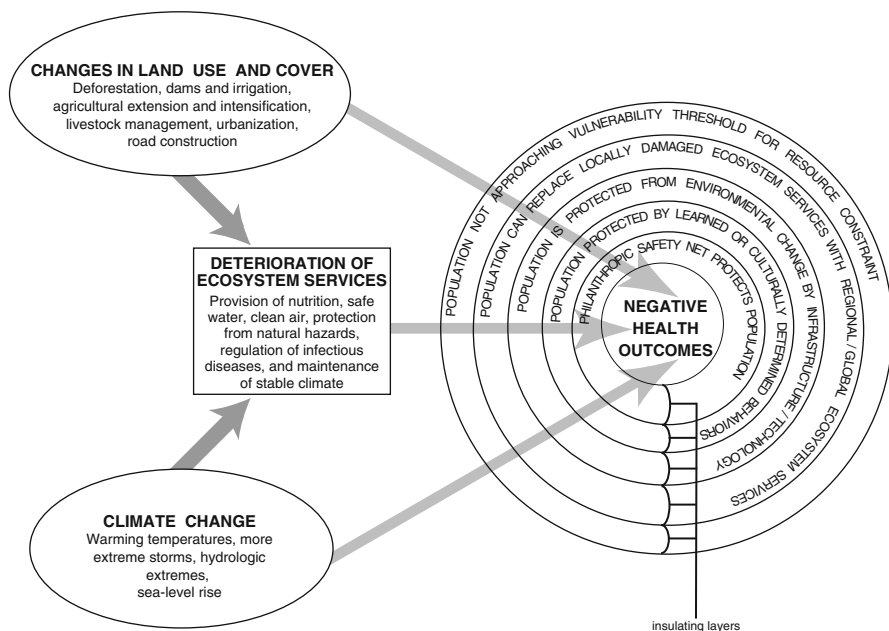 CHANGES IN LAND USE AND COVER
Deforestation, dams and irrigation,
agricultural extension and intensification,
livestock management, urbanization,
road construction
DETERIORATION OF
ECOSYSTEM SERVICES
Provision of nutrition, safe
water, clean air, protection
from natural hazards,
regulation of infectious
diseases, and maintenance
of stable climate
CLIMATE CHANGE
Warming temperatures, more
extreme storms, hydrologic
extremes,
sea-level rise
POPULATION NOT APPROACHING VULNERABILITY THRESHOLD FOR RESOURCE CONSTRAINT
POPULATION CAN REPLACE LOCALLY DAMAGED ECOSYSTEM SERVICES WITH REGIONAL / GLOBAL ECOSYSTEM SERVICES
POPULATION IS PROTECTED FROM ENVIRONMENTAL CHANGE BY INFRASTRUCTURE / TECHNOLOGY
POPULATION PROTECTED BY LEARNED OR CULTURALLY DETERMINED BEHAVIORS
PHILANTHROPIC SAFETY NET PROTECTS POPULATION
NEGATIVE
HEALTH
OUTCOMES
insulating layers